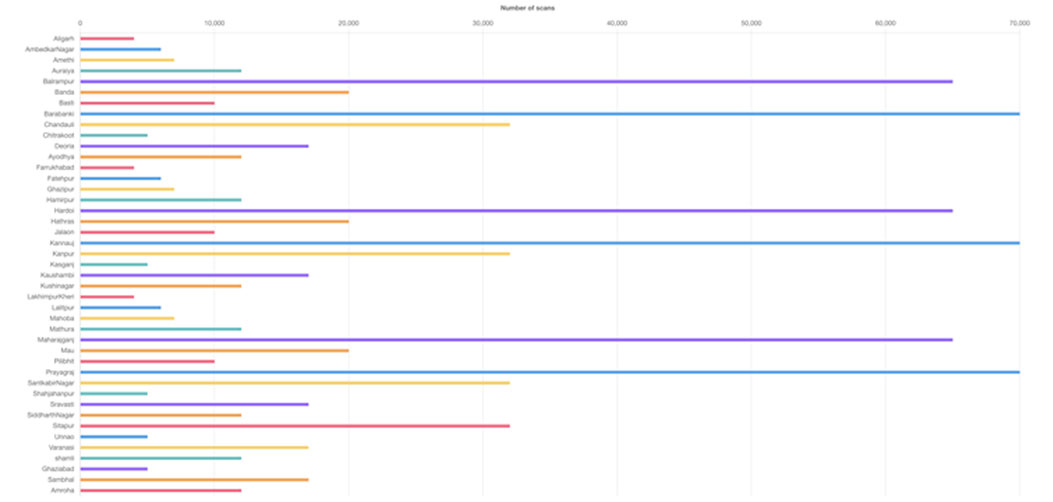 Number of scans
0 10,000 20,000 30,000 40,000 50,000 60,000 70,000
Aligarh
AmbedkarNagar
Amethi
Auraiya
Balrampur
Banda
Basti
Barabanki
Chandauli
Chitrakoot
Deoria
Ayodhya
Farrukhabad
Fatehpur
Ghazipur
Hamirpur
Hardoi
Hathras
Jalaon
Kannauj
Kanpur
Kasganj
Kaushambi
Kushinagar
LakhimpurKheri
Lalitpur
Mahoba
Mathura
Maharajganj
Mau
Pilibhit
Prayagraj
SantkabirNagar
Shahjahanpur
Sravasti
SiddharthNagar
Sitapur
Unnao
Varanasi
shamli
Ghaziabad
Sambhal
Amroha